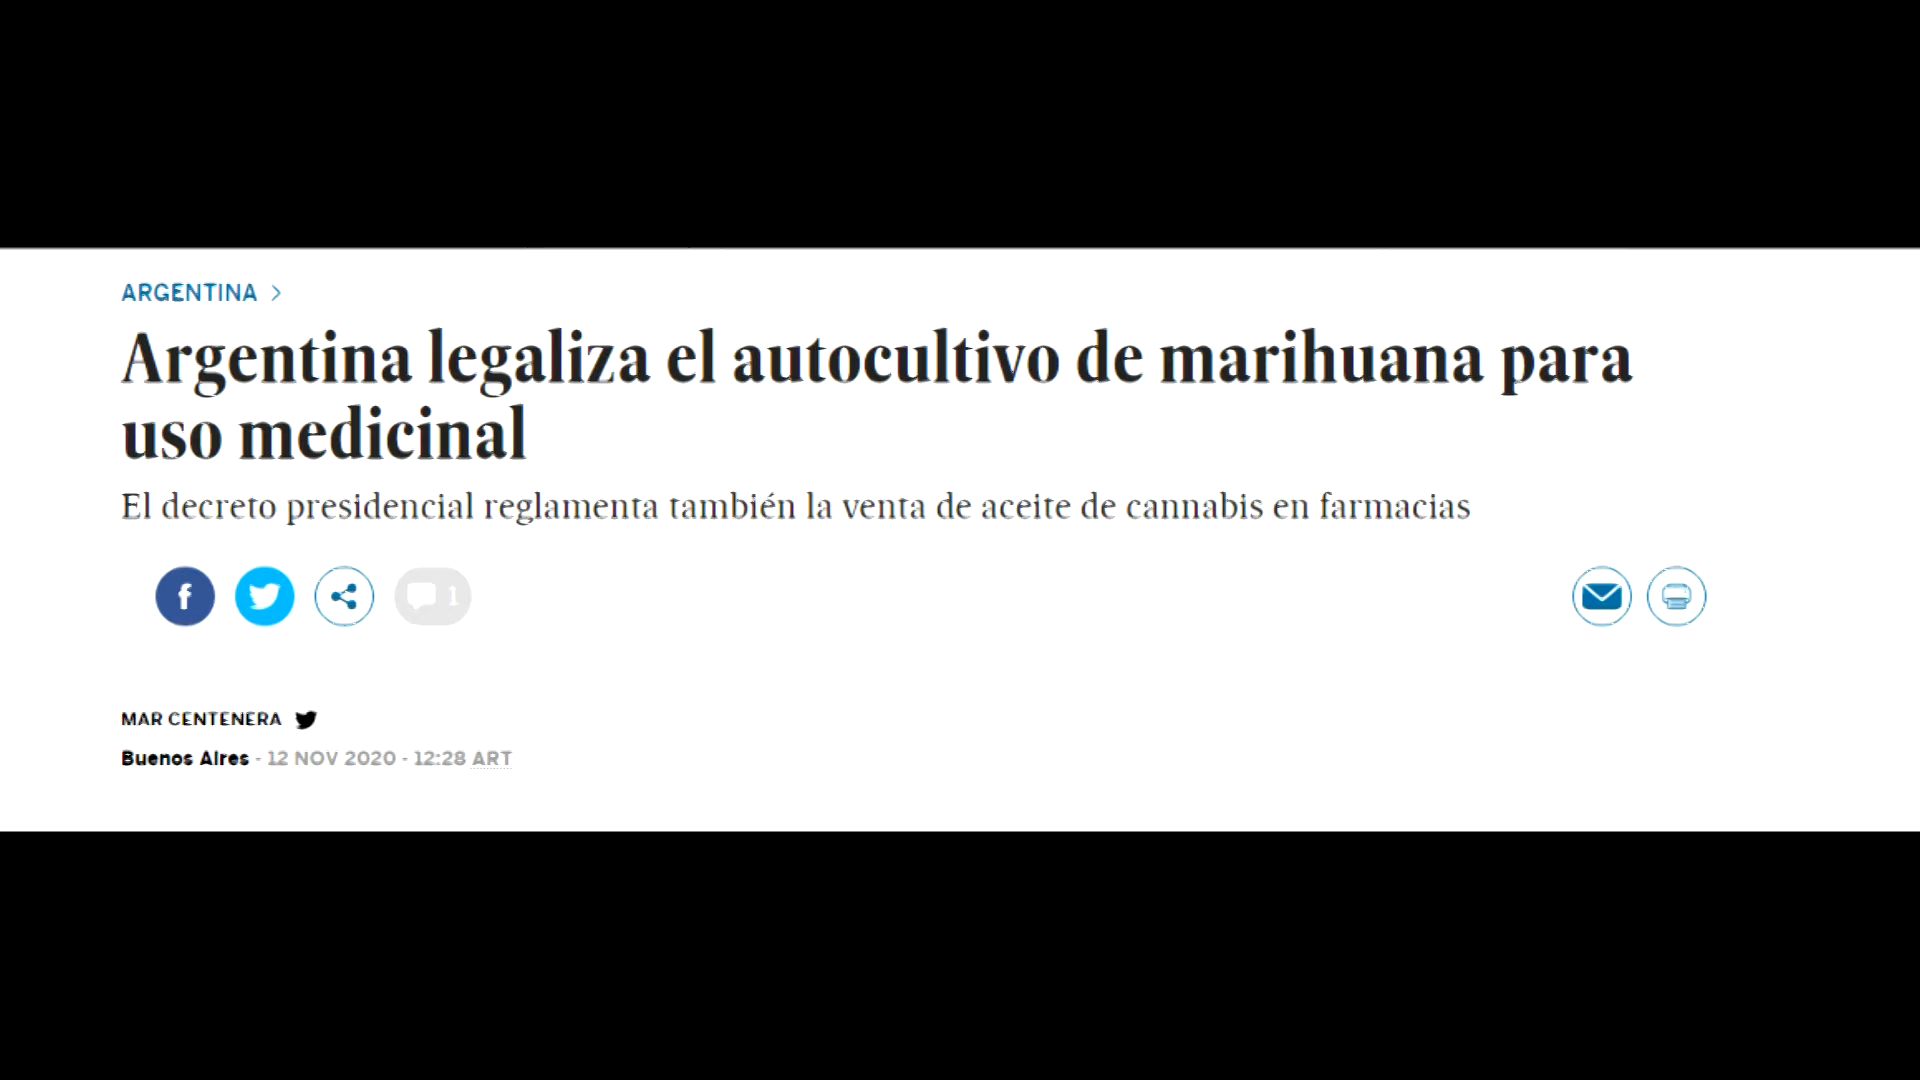 ARGENTINA >
Argentina legaliza el autocultivo de marihuana para
uso medicinal
El decreto presidencial reglamenta también la venta de aceite de cannabis en farmacias
f
1
MAR CENTENERA
Buenos Aires - 12 NOV 2020 - 12:28 ART